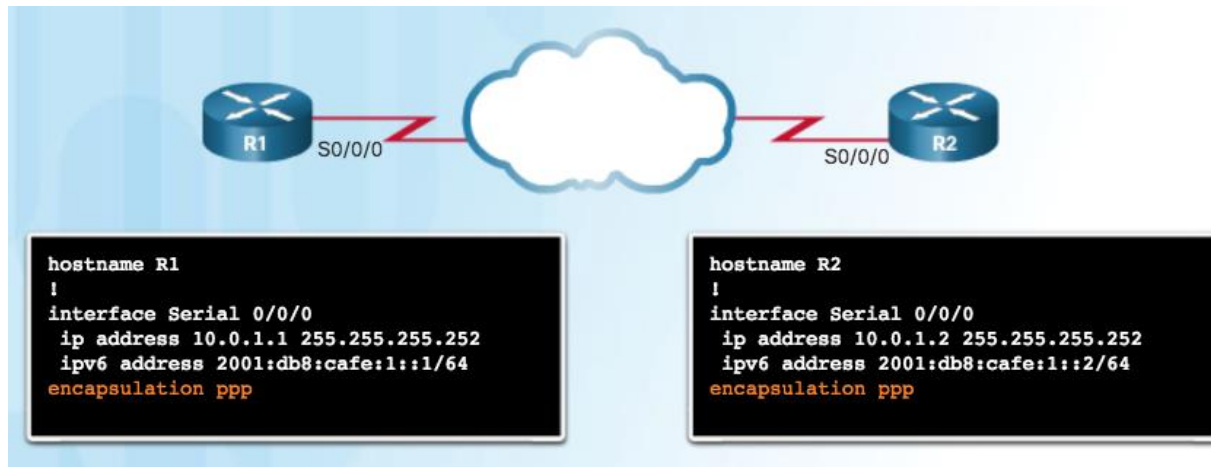 R1
S0/0/0
S0/0/0
R2
hostname R1
!
interface Serial 0/0/0
ip address 10.0.1.1 255.255.255.252
ipv6 address 2001:db8:cafe:1::1/64
encapsulation ppp
hostname R2
!
interface Serial 0/0/0
ip address 10.0.1.2 255.255.255.252
ipv6 address 2001:db8:cafe:1::2/64
encapsulation ppp